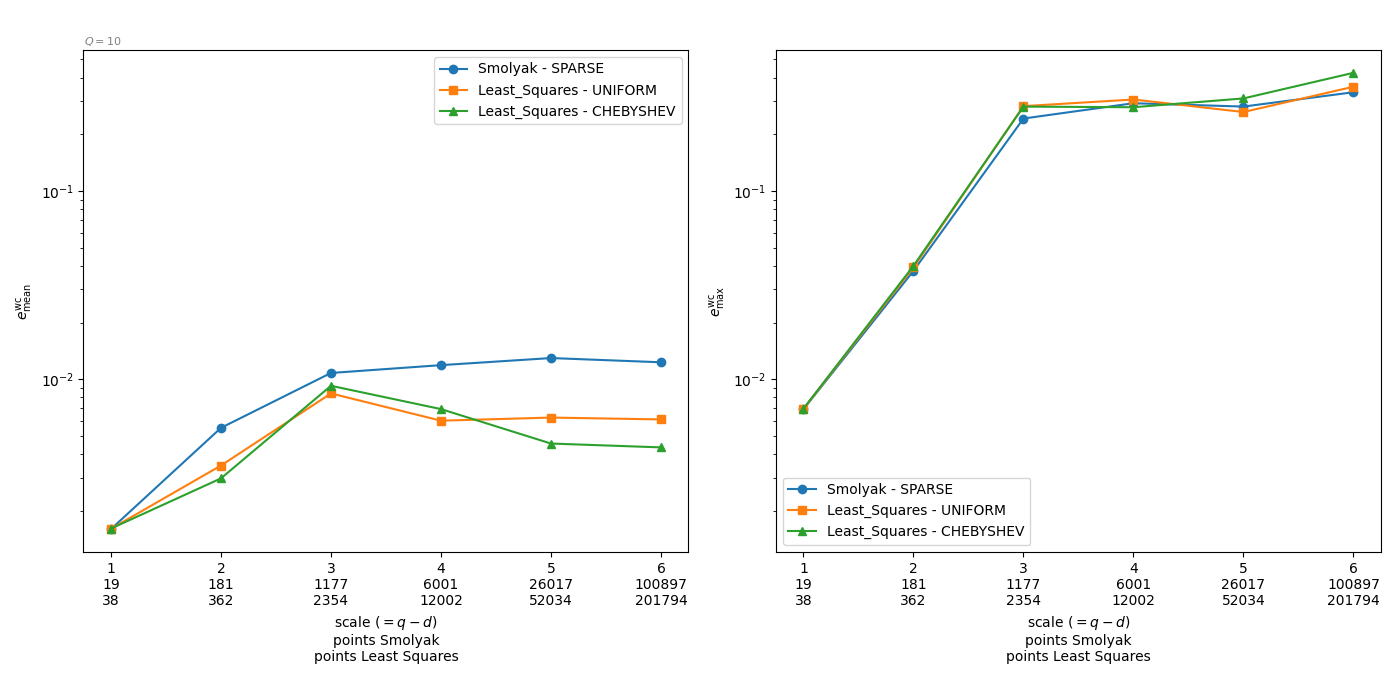 Q = 10
Smolyak - SPARSE
Least_Squares - UNIFORM
Least_Squares - CHEBYSHEV
10⁻¹
10⁻²
e^wc_mean
1 2 3 4 5 6
19 181 1177 6001 26017 100897
38 362 2354 12002 52034 201794
scale (= q − d)
points Smolyak
points Least Squares
10⁻¹
10⁻²
e^wc_max
Smolyak - SPARSE
Least_Squares - UNIFORM
Least_Squares - CHEBYSHEV
1 2 3 4 5 6
19 181 1177 6001 26017 100897
38 362 2354 12002 52034 201794
scale (= q − d)
points Smolyak
points Least Squares